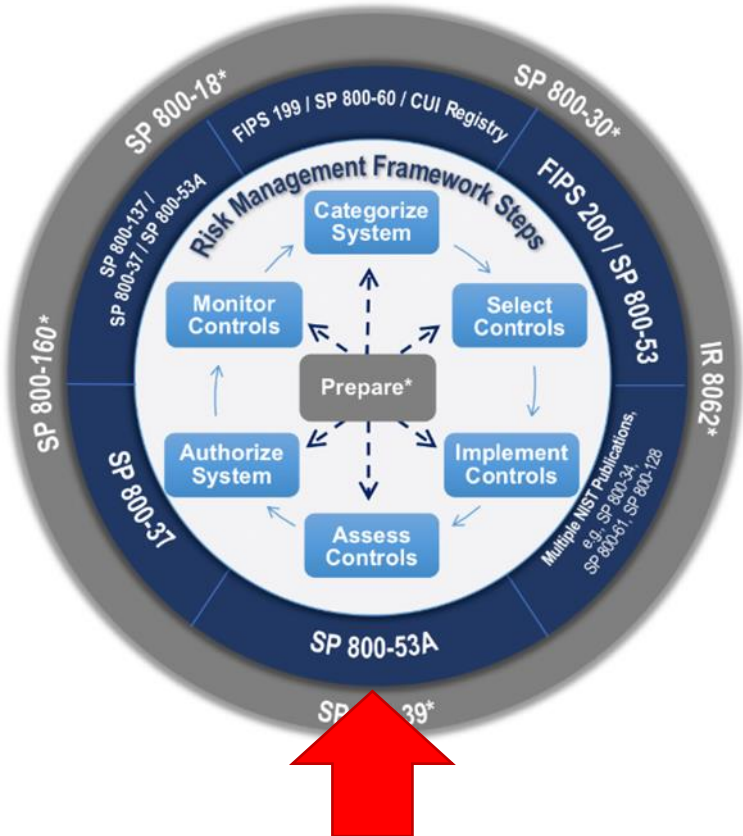 SP 800-18*
SP 800-30*
FIPS 199 / SP 800-60 / CUI Registry
SP 800-137 /
SP 800-37 / SP 800-53A
FIPS 200 / SP 800-53
Risk Management Framework Steps
Categorize
System
Monitor
Controls
Select
Controls
SP 800-160*
IR 8062*
Prepare*
Authorize
System
Implement
Controls
Assess
Controls
SP 800-37
Multiple NIST Publications,
e.g., SP 800-34,
SP 800-61, SP 800-128
SP 800-53A
SP 39*